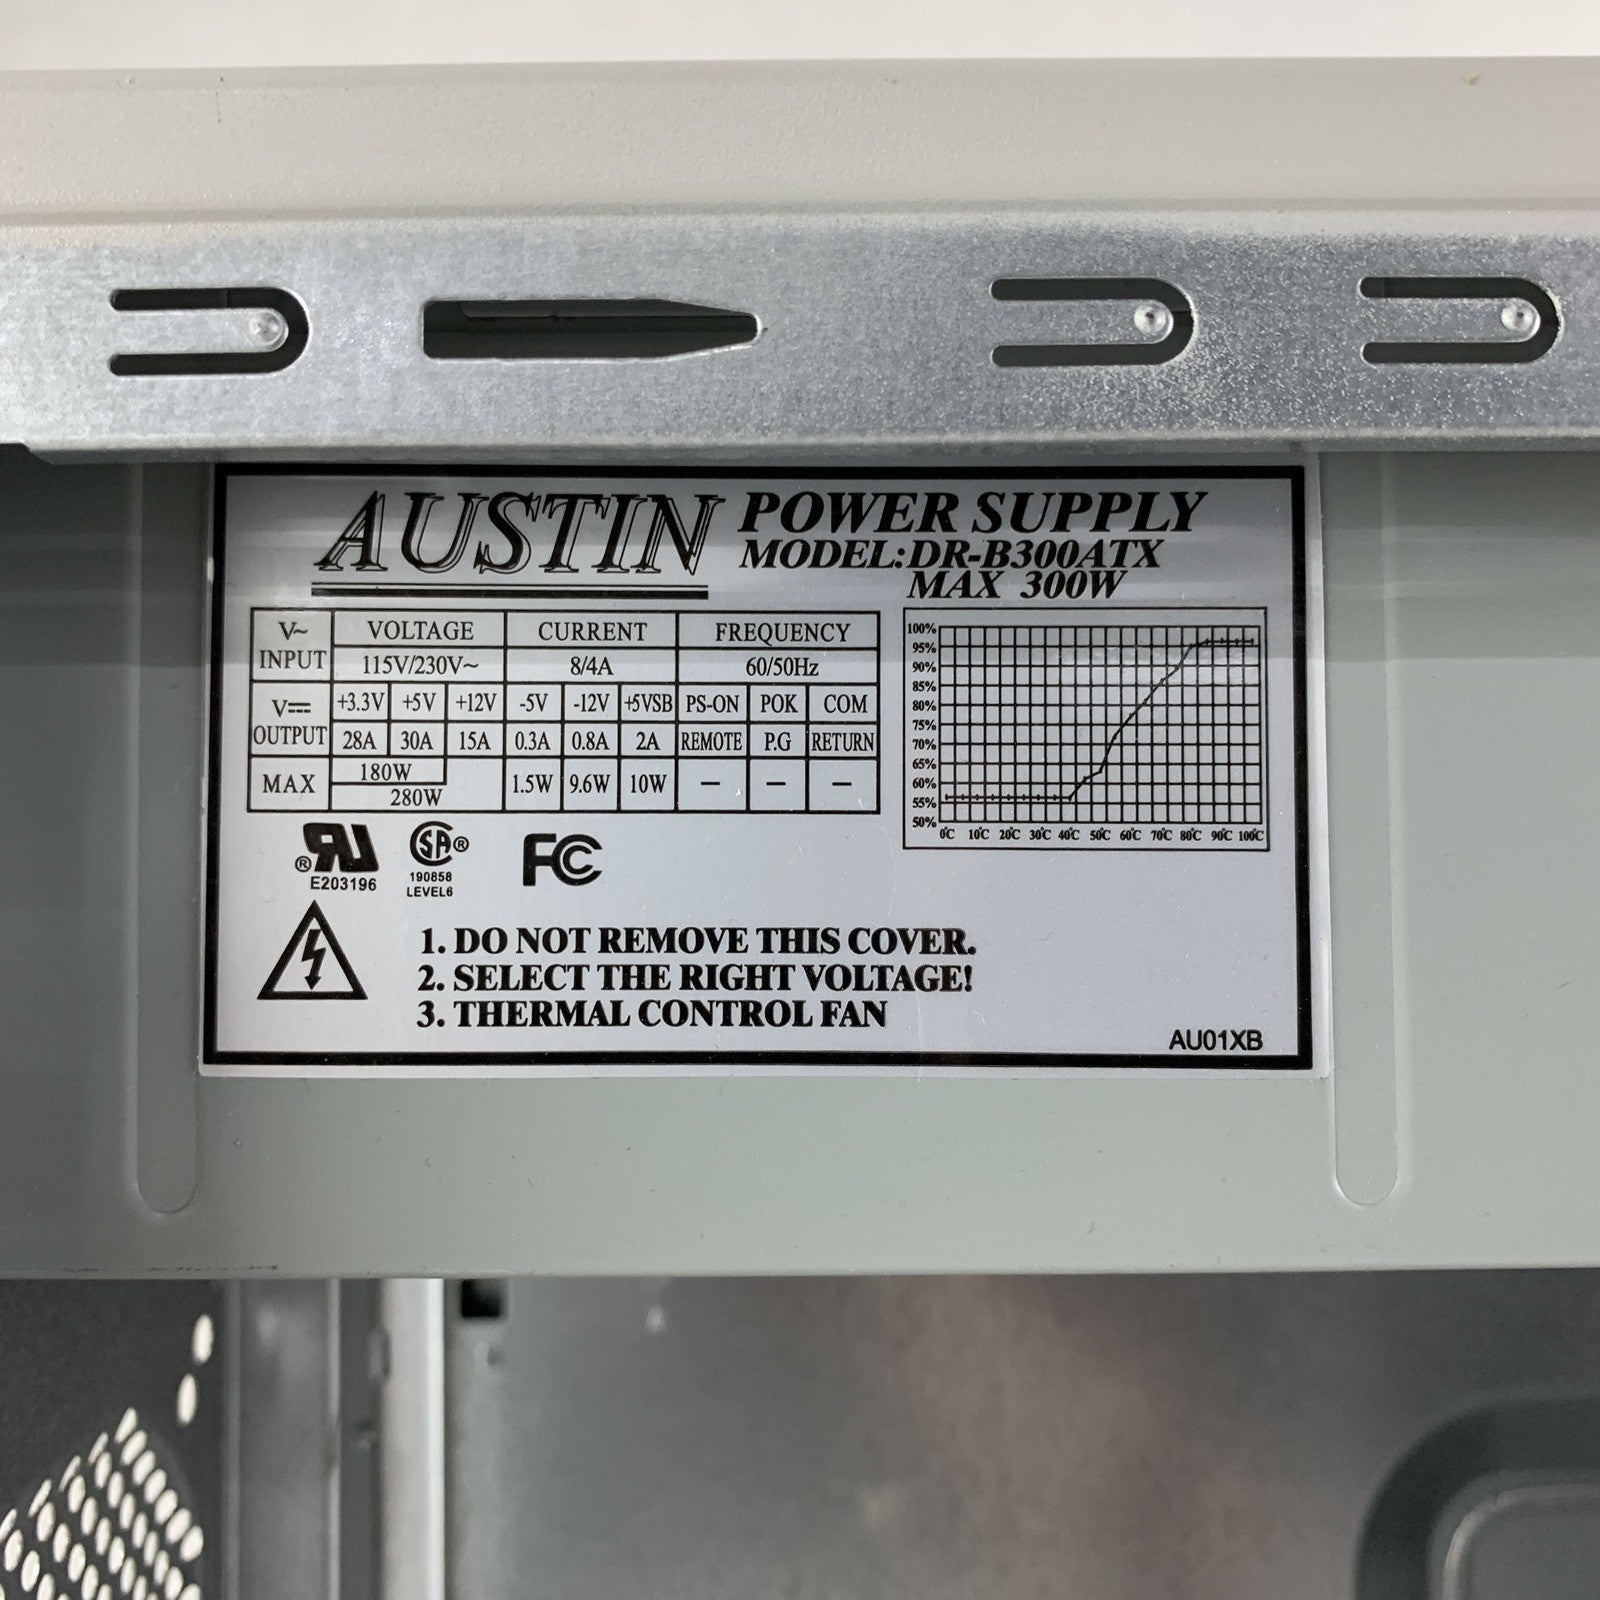 AUSTIN POWER SUPPLY
MODEL:DR-B300ATX
MAX 300W
V~ INPUT VOLTAGE CURRENT FREQUENCY
115V/230V~ 8/4A 60/50Hz
V⎓ OUTPUT +3.3V +5V +12V -5V -12V +5VSB PS-ON POK COM
28A 30A 15A 0.3A 0.8A 2A REMOTE P.G RETURN
MAX 180W 1.5W 9.6W 10W – – –
280W
100%
95%
90%
85%
80%
75%
70%
65%
60%
55%
50%
0°C 10°C 20°C 30°C 40°C 50°C 60°C 70°C 80°C 90°C 100°C
RU ® SA ® FC
E203196
190858
LEVEL6
1. DO NOT REMOVE THIS COVER.
2. SELECT THE RIGHT VOLTAGE!
3. THERMAL CONTROL FAN
AU01XB